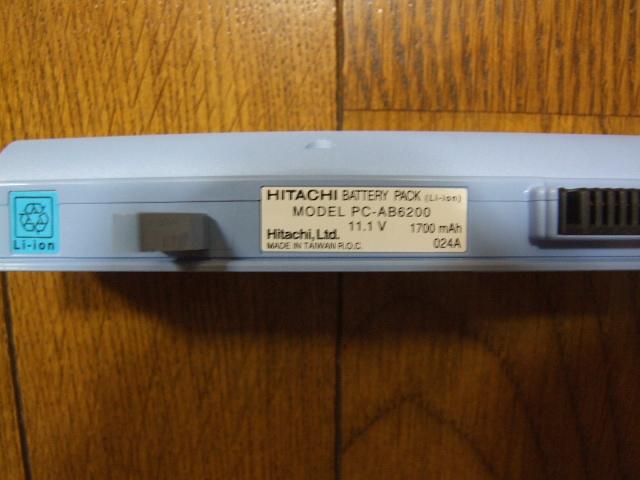 HITACHI BATTERY PACK (Li-ion)
MODEL PC-AB6200
11.1 V 1700 mAh
Hitachi, Ltd.
MADE IN TAIWAN R.O.C. 024A
Li-ion